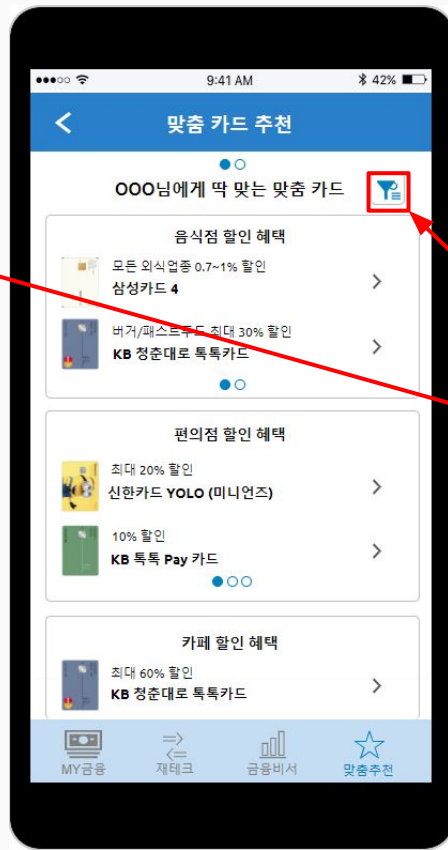 9:41 AM 42%
맞춤 카드 추천
OOO님에게 딱 맞는 맞춤 카드
음식점 할인 혜택
모든 외식업종 0.7~1% 할인
삼성카드 4
버거/패스트푸드 최대 30% 할인
KB 청춘대로 톡톡카드
편의점 할인 혜택
최대 20% 할인
신한카드 YOLO (미니언즈)
10% 할인
KB 톡톡 Pay 카드
카페 할인 혜택
최대 60% 할인
KB 청춘대로 톡톡카드
MY금융 재테크 금융비서 맞춤추천